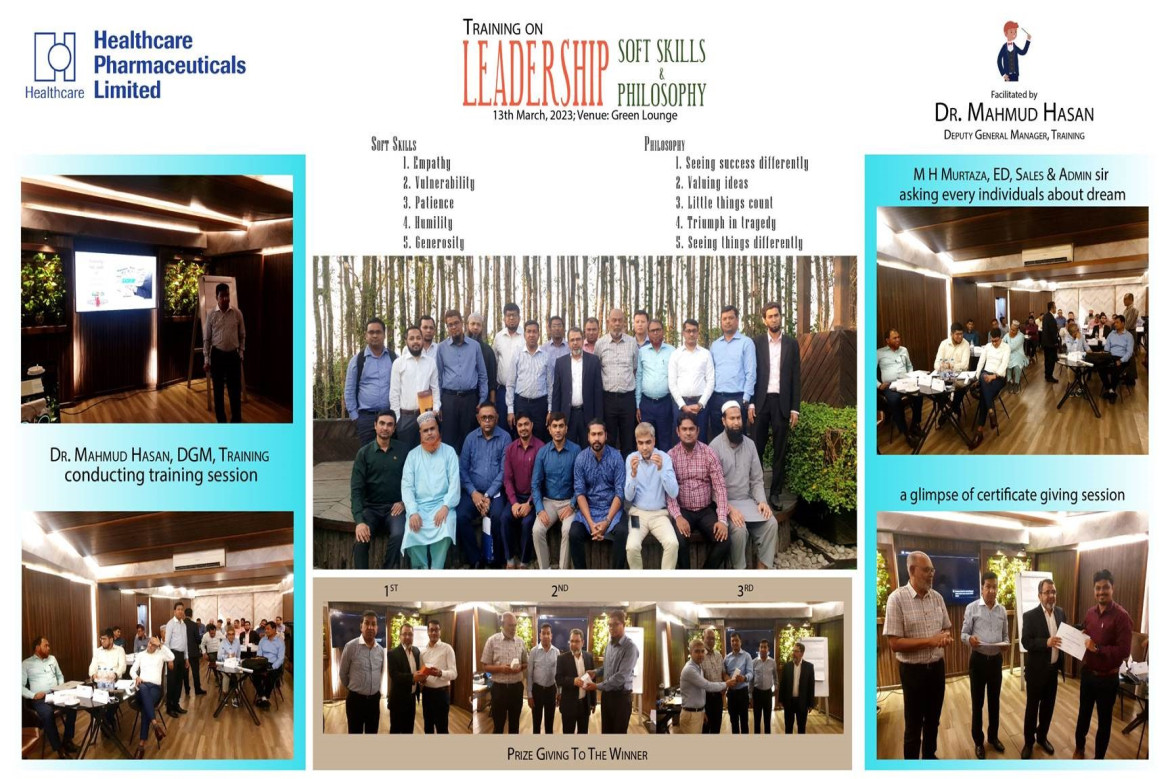 Healthcare
Healthcare
Pharmaceuticals
Limited
TRAINING ON
LEADERSHIP
SOFT SKILLS
&
PHILOSOPHY
13th March, 2023; Venue: Green Lounge
Facilitated by
DR. MAHMUD HASAN
DEPUTY GENERAL MANAGER, TRAINING
SOFT SKILLS
1. Empathy
2. Vulnerability
3. Patience
4. Humility
5. Generosity
PHILOSOPHY
1. Seeing success differently
2. Valuing ideas
3. Little things count
4. Triumph in tragedy
5. Seeing things differently
M H MURTAZA, ED, SALES & ADMIN sir
asking every individuals about dream
DR. MAHMUD HASAN, DGM, TRAINING
conducting training session
a glimpse of certificate giving session
1ST
2ND
3RD
PRIZE GIVING TO THE WINNER